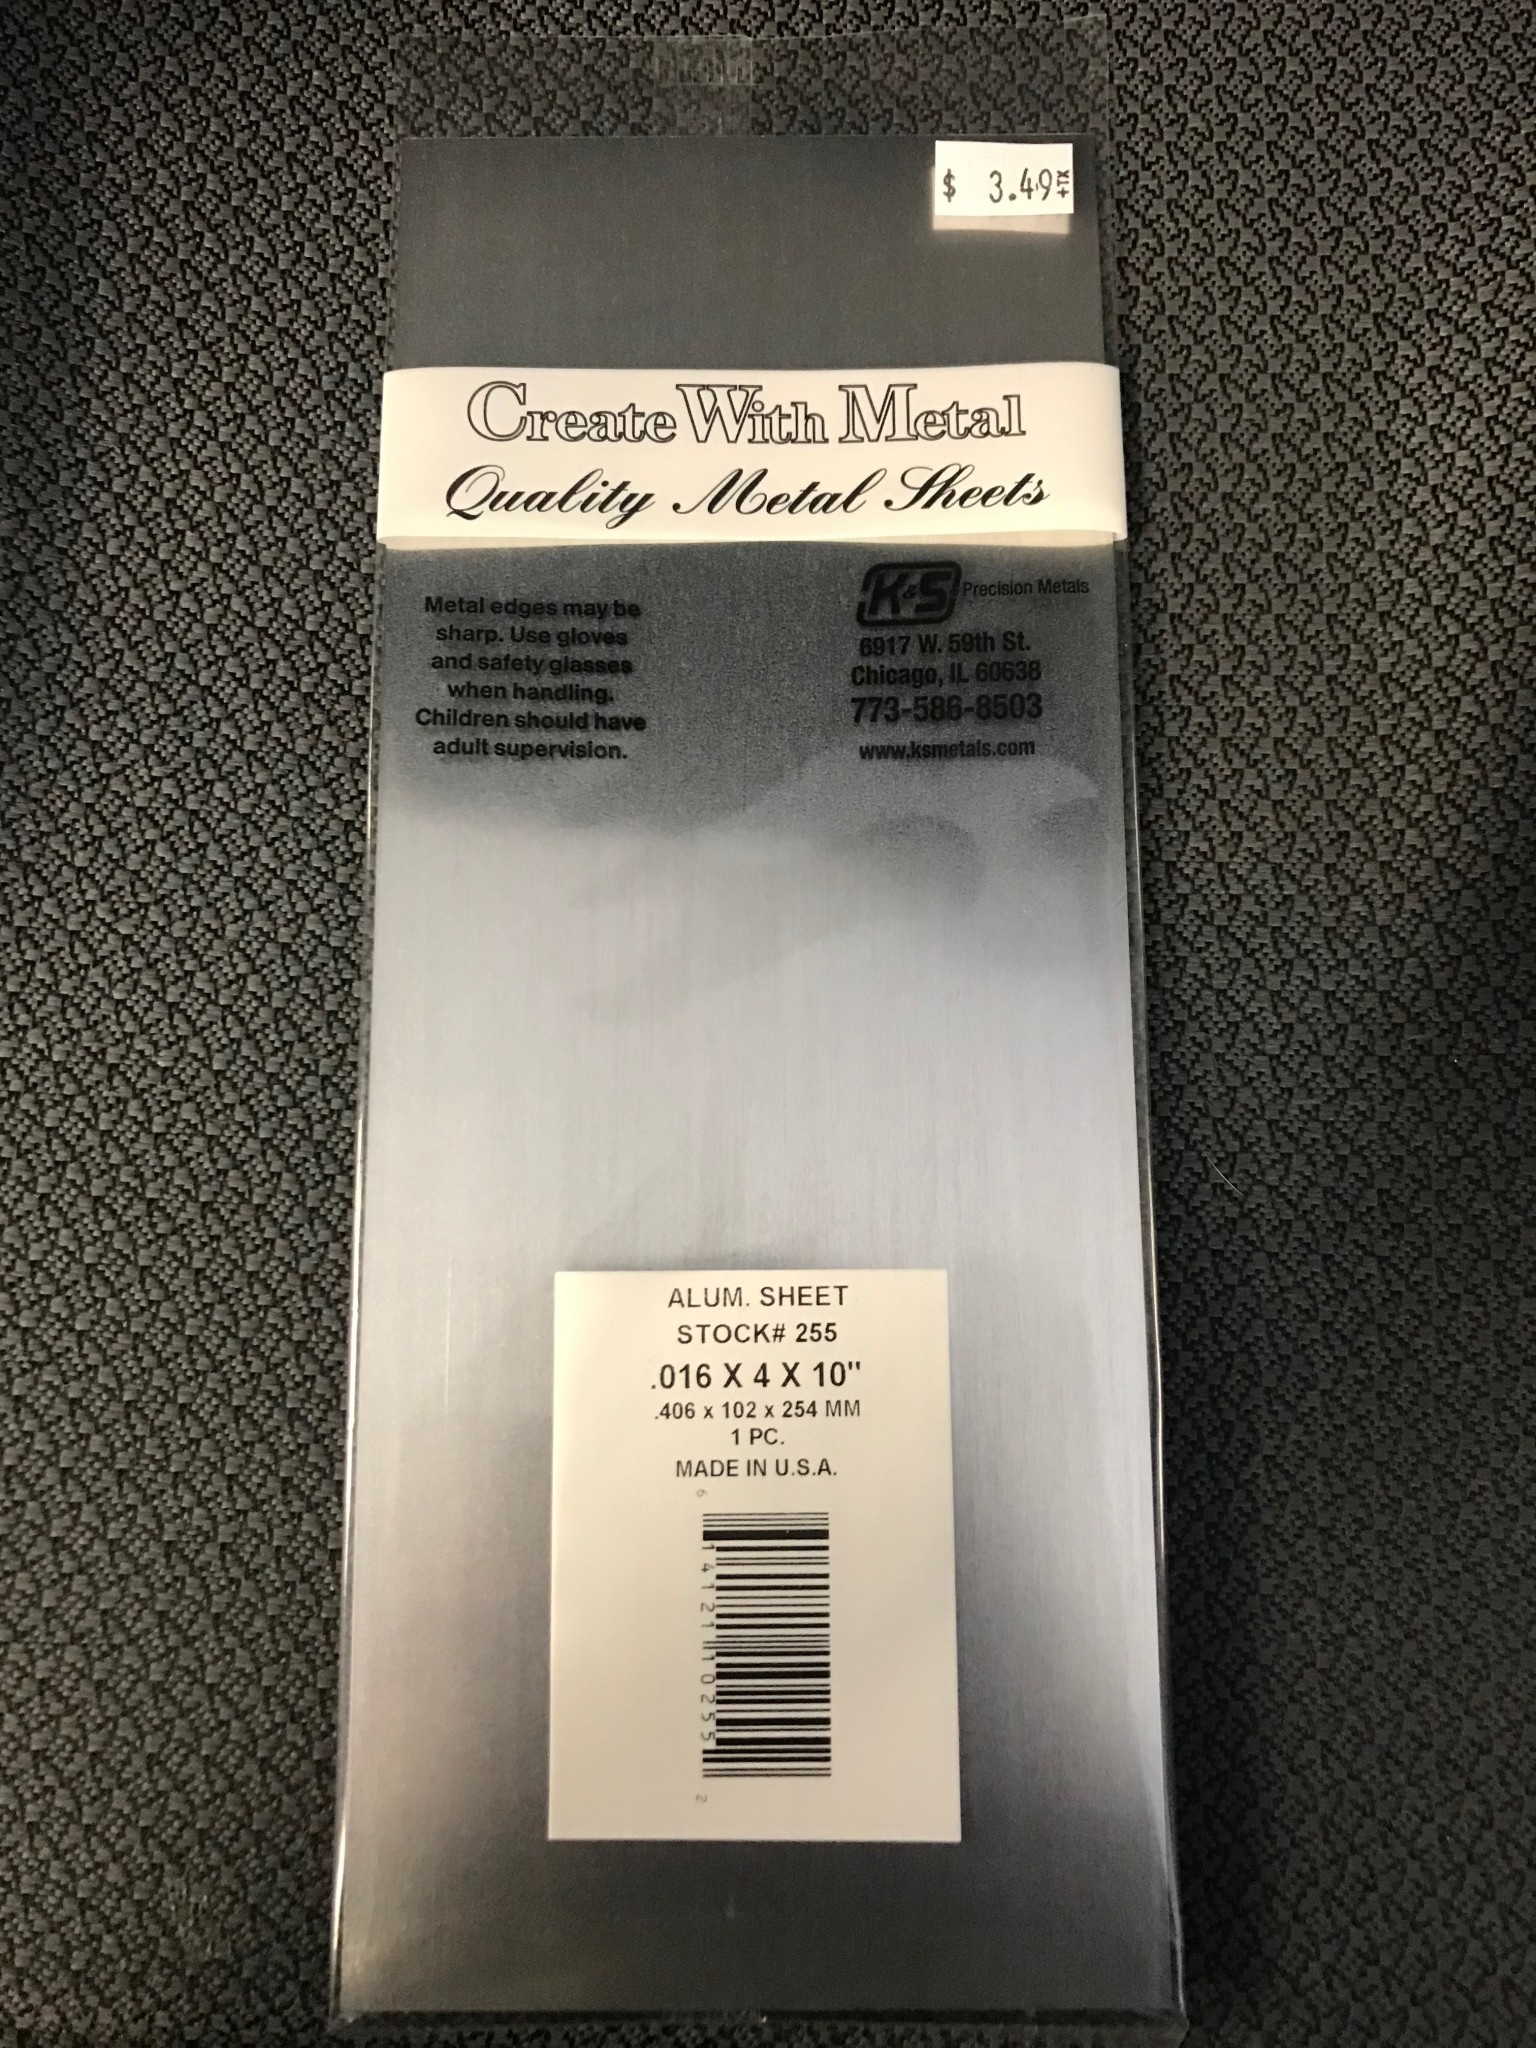 $ 3.49 +TX
Create With Metal
Quality Metal Sheets
K&S Precision Metals
6917 W. 59th St.
Chicago, IL 60638
773-586-8503
www.ksmetals.com
Metal edges may be
sharp. Use gloves
and safety glasses
when handling.
Children should have
adult supervision.
ALUM. SHEET
STOCK# 255
.016 X 4 X 10"
.406 x 102 x 254 MM
1 PC.
MADE IN U.S.A.
6 14121 10255 2